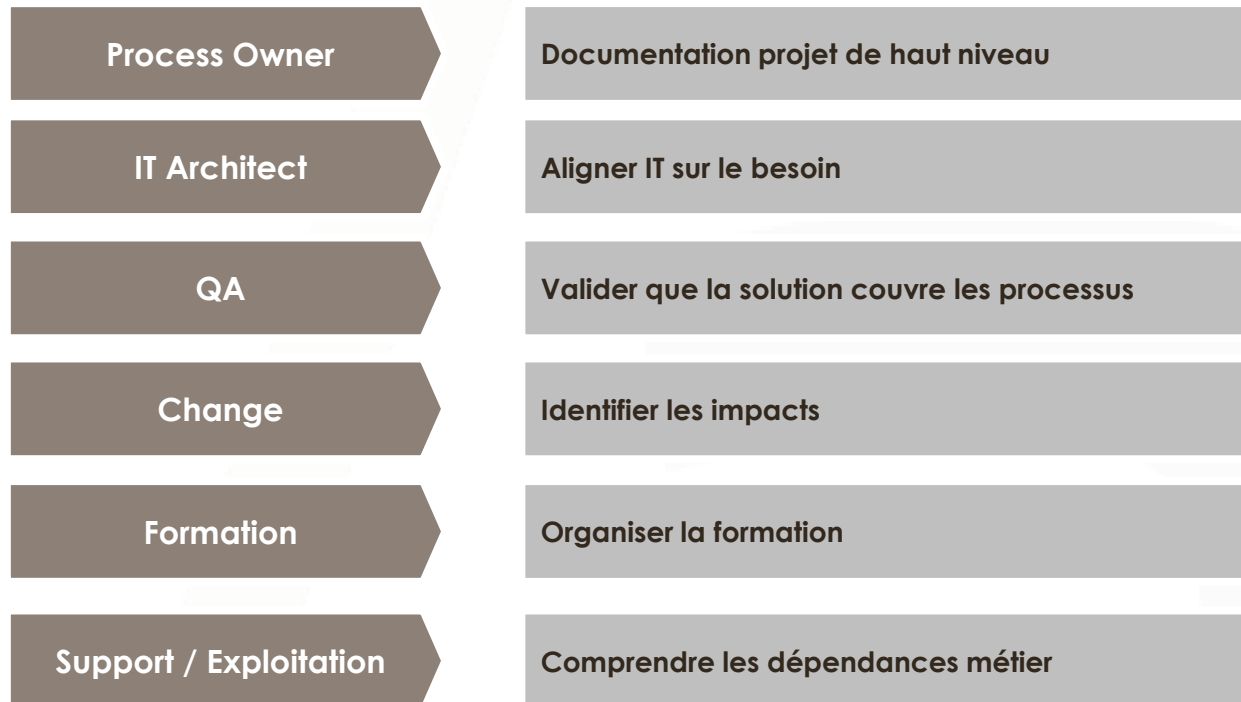 Process Owner
Documentation projet de haut niveau
IT Architect
Aligner IT sur le besoin
QA
Valider que la solution couvre les processus
Change
Identifier les impacts
Formation
Organiser la formation
Support / Exploitation
Comprendre les dépendances métier